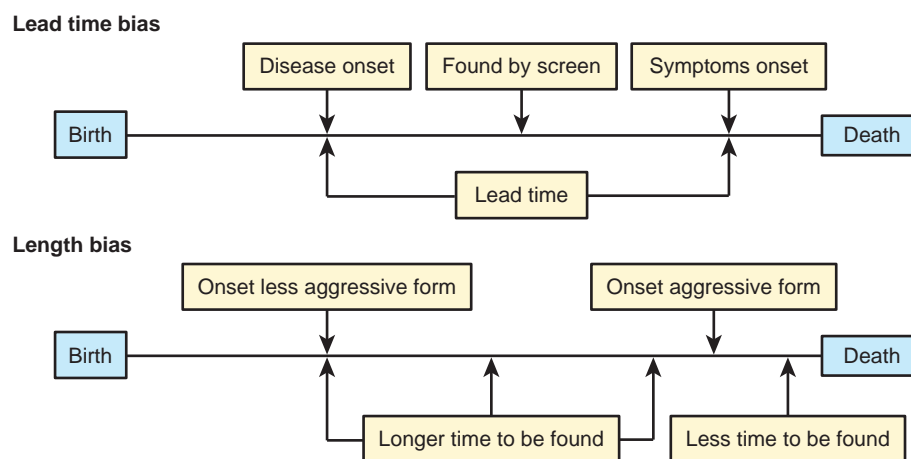 Lead time bias
Disease onset
Found by screen
Symptoms onset
Birth
Death
Lead time
Length bias
Onset less aggressive form
Onset aggressive form
Birth
Death
Longer time to be found
Less time to be found